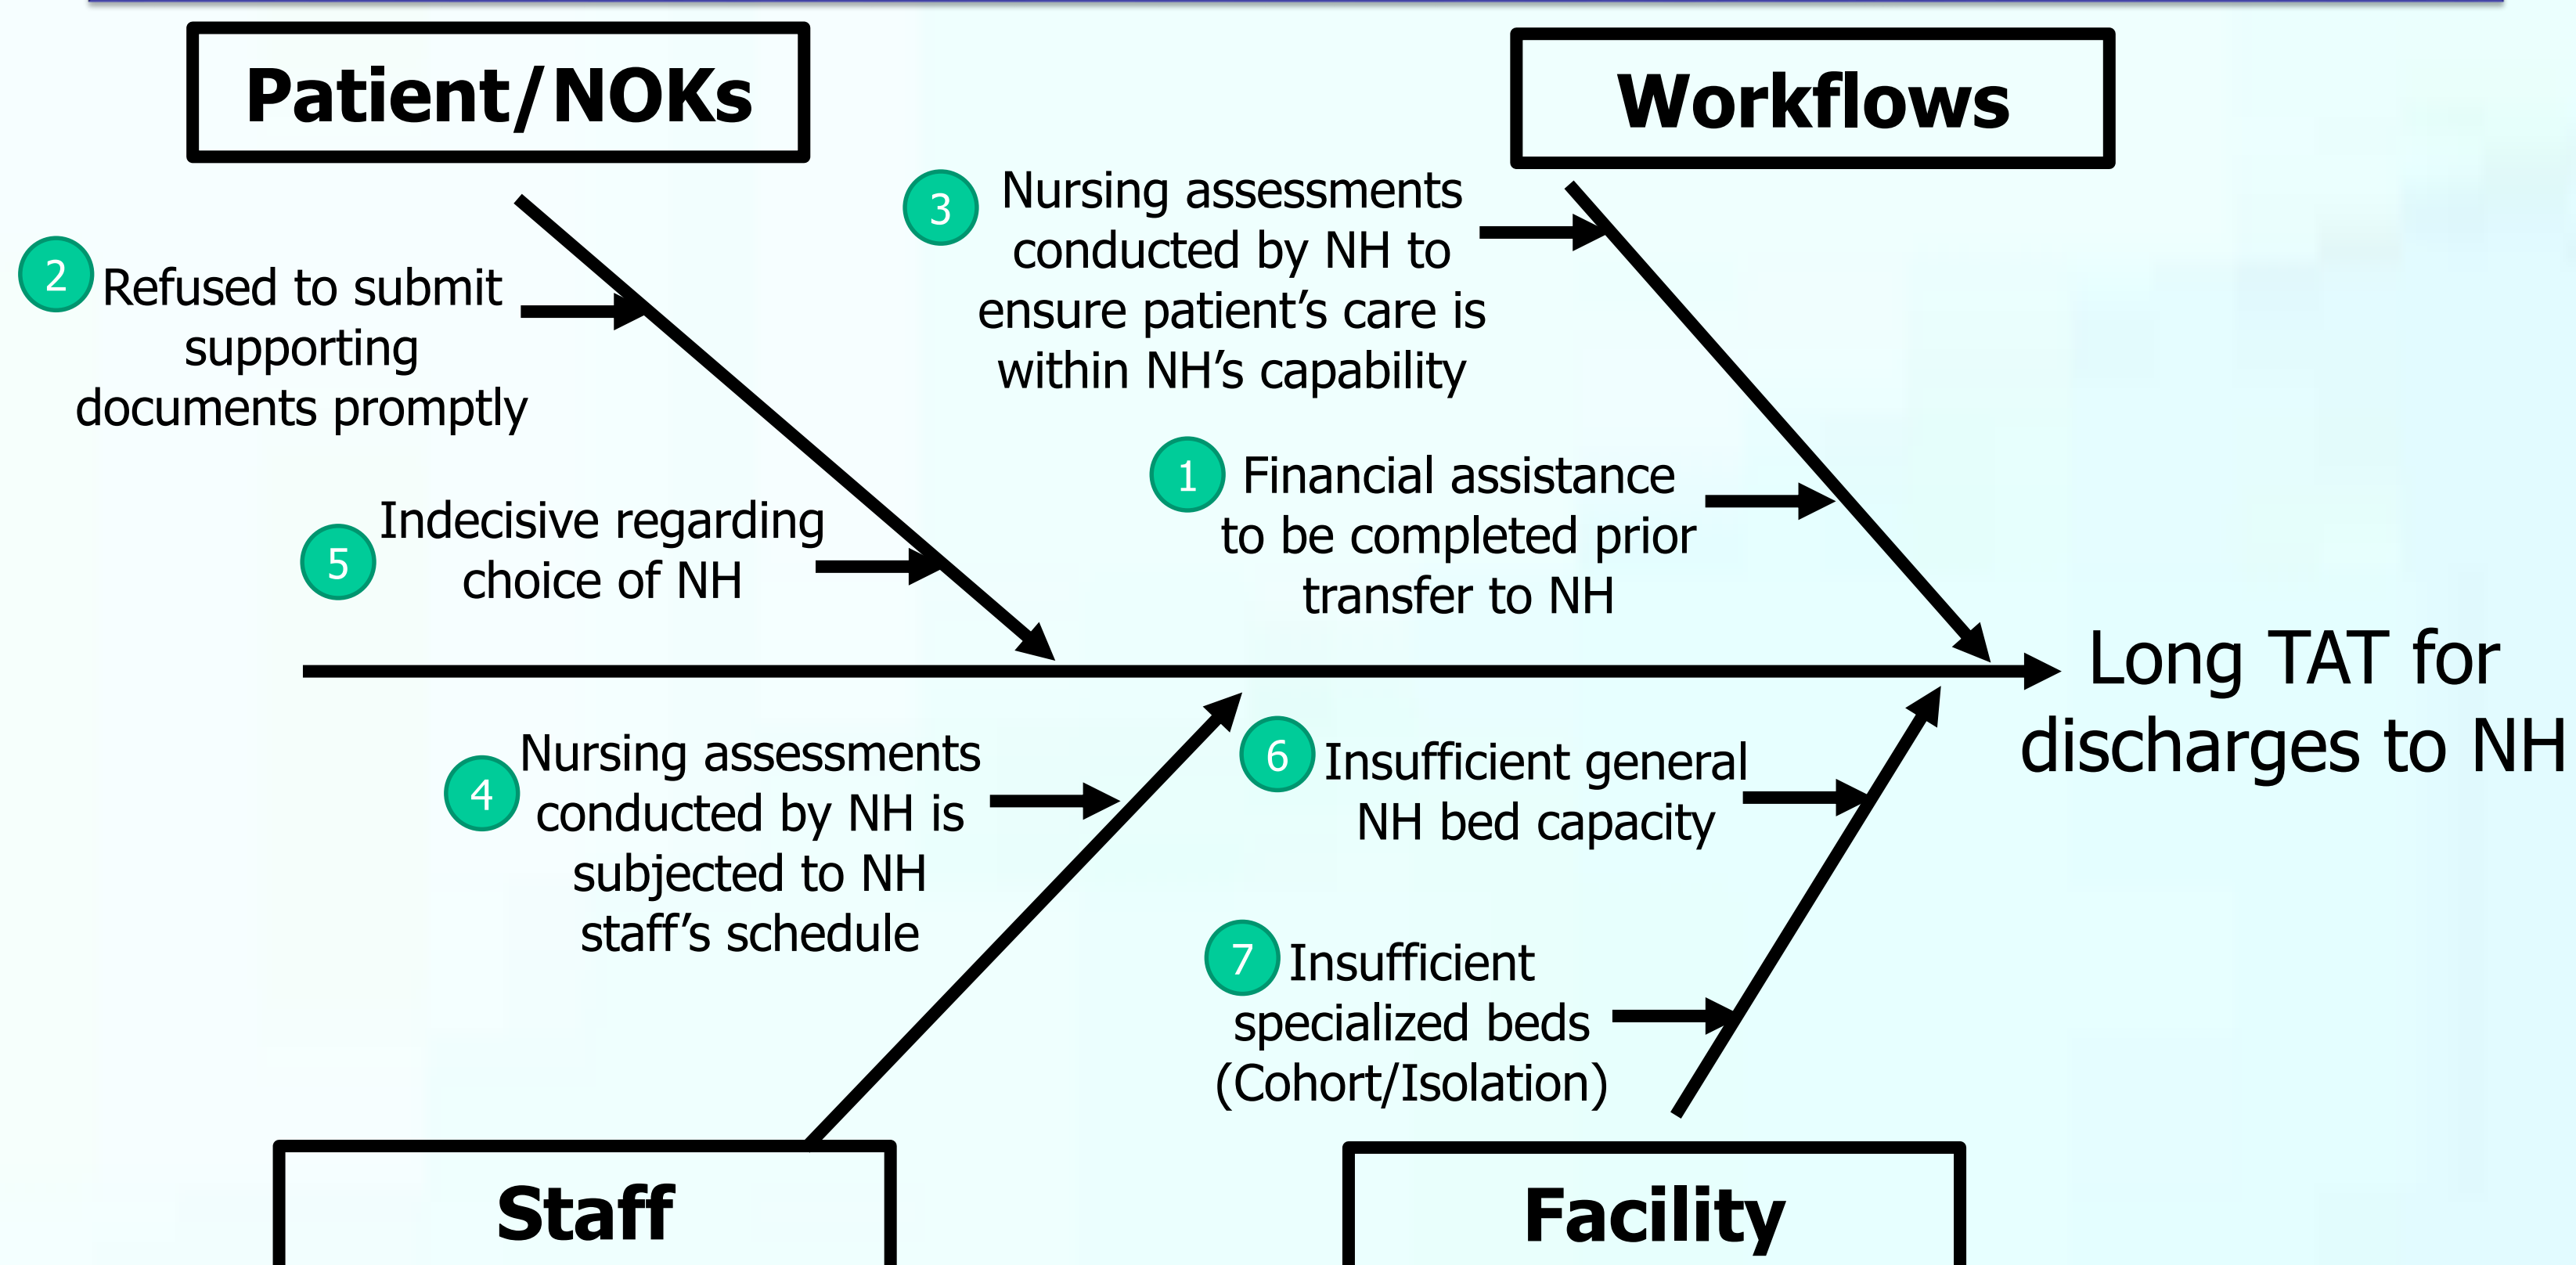 Patient/NOKs
Workflows
2
Refused to submit
supporting
documents promptly
5
Indecisive regarding
choice of NH
3
Nursing assessments
conducted by NH to
ensure patient’s care is
within NH’s capability
1
Financial assistance
to be completed prior
transfer to NH
Long TAT for
discharges to NH
4
Nursing assessments
conducted by NH is
subjected to NH
staff’s schedule
6
Insufficient general
NH bed capacity
7
Insufficient
specialized beds
(Cohort/Isolation)
Staff
Facility